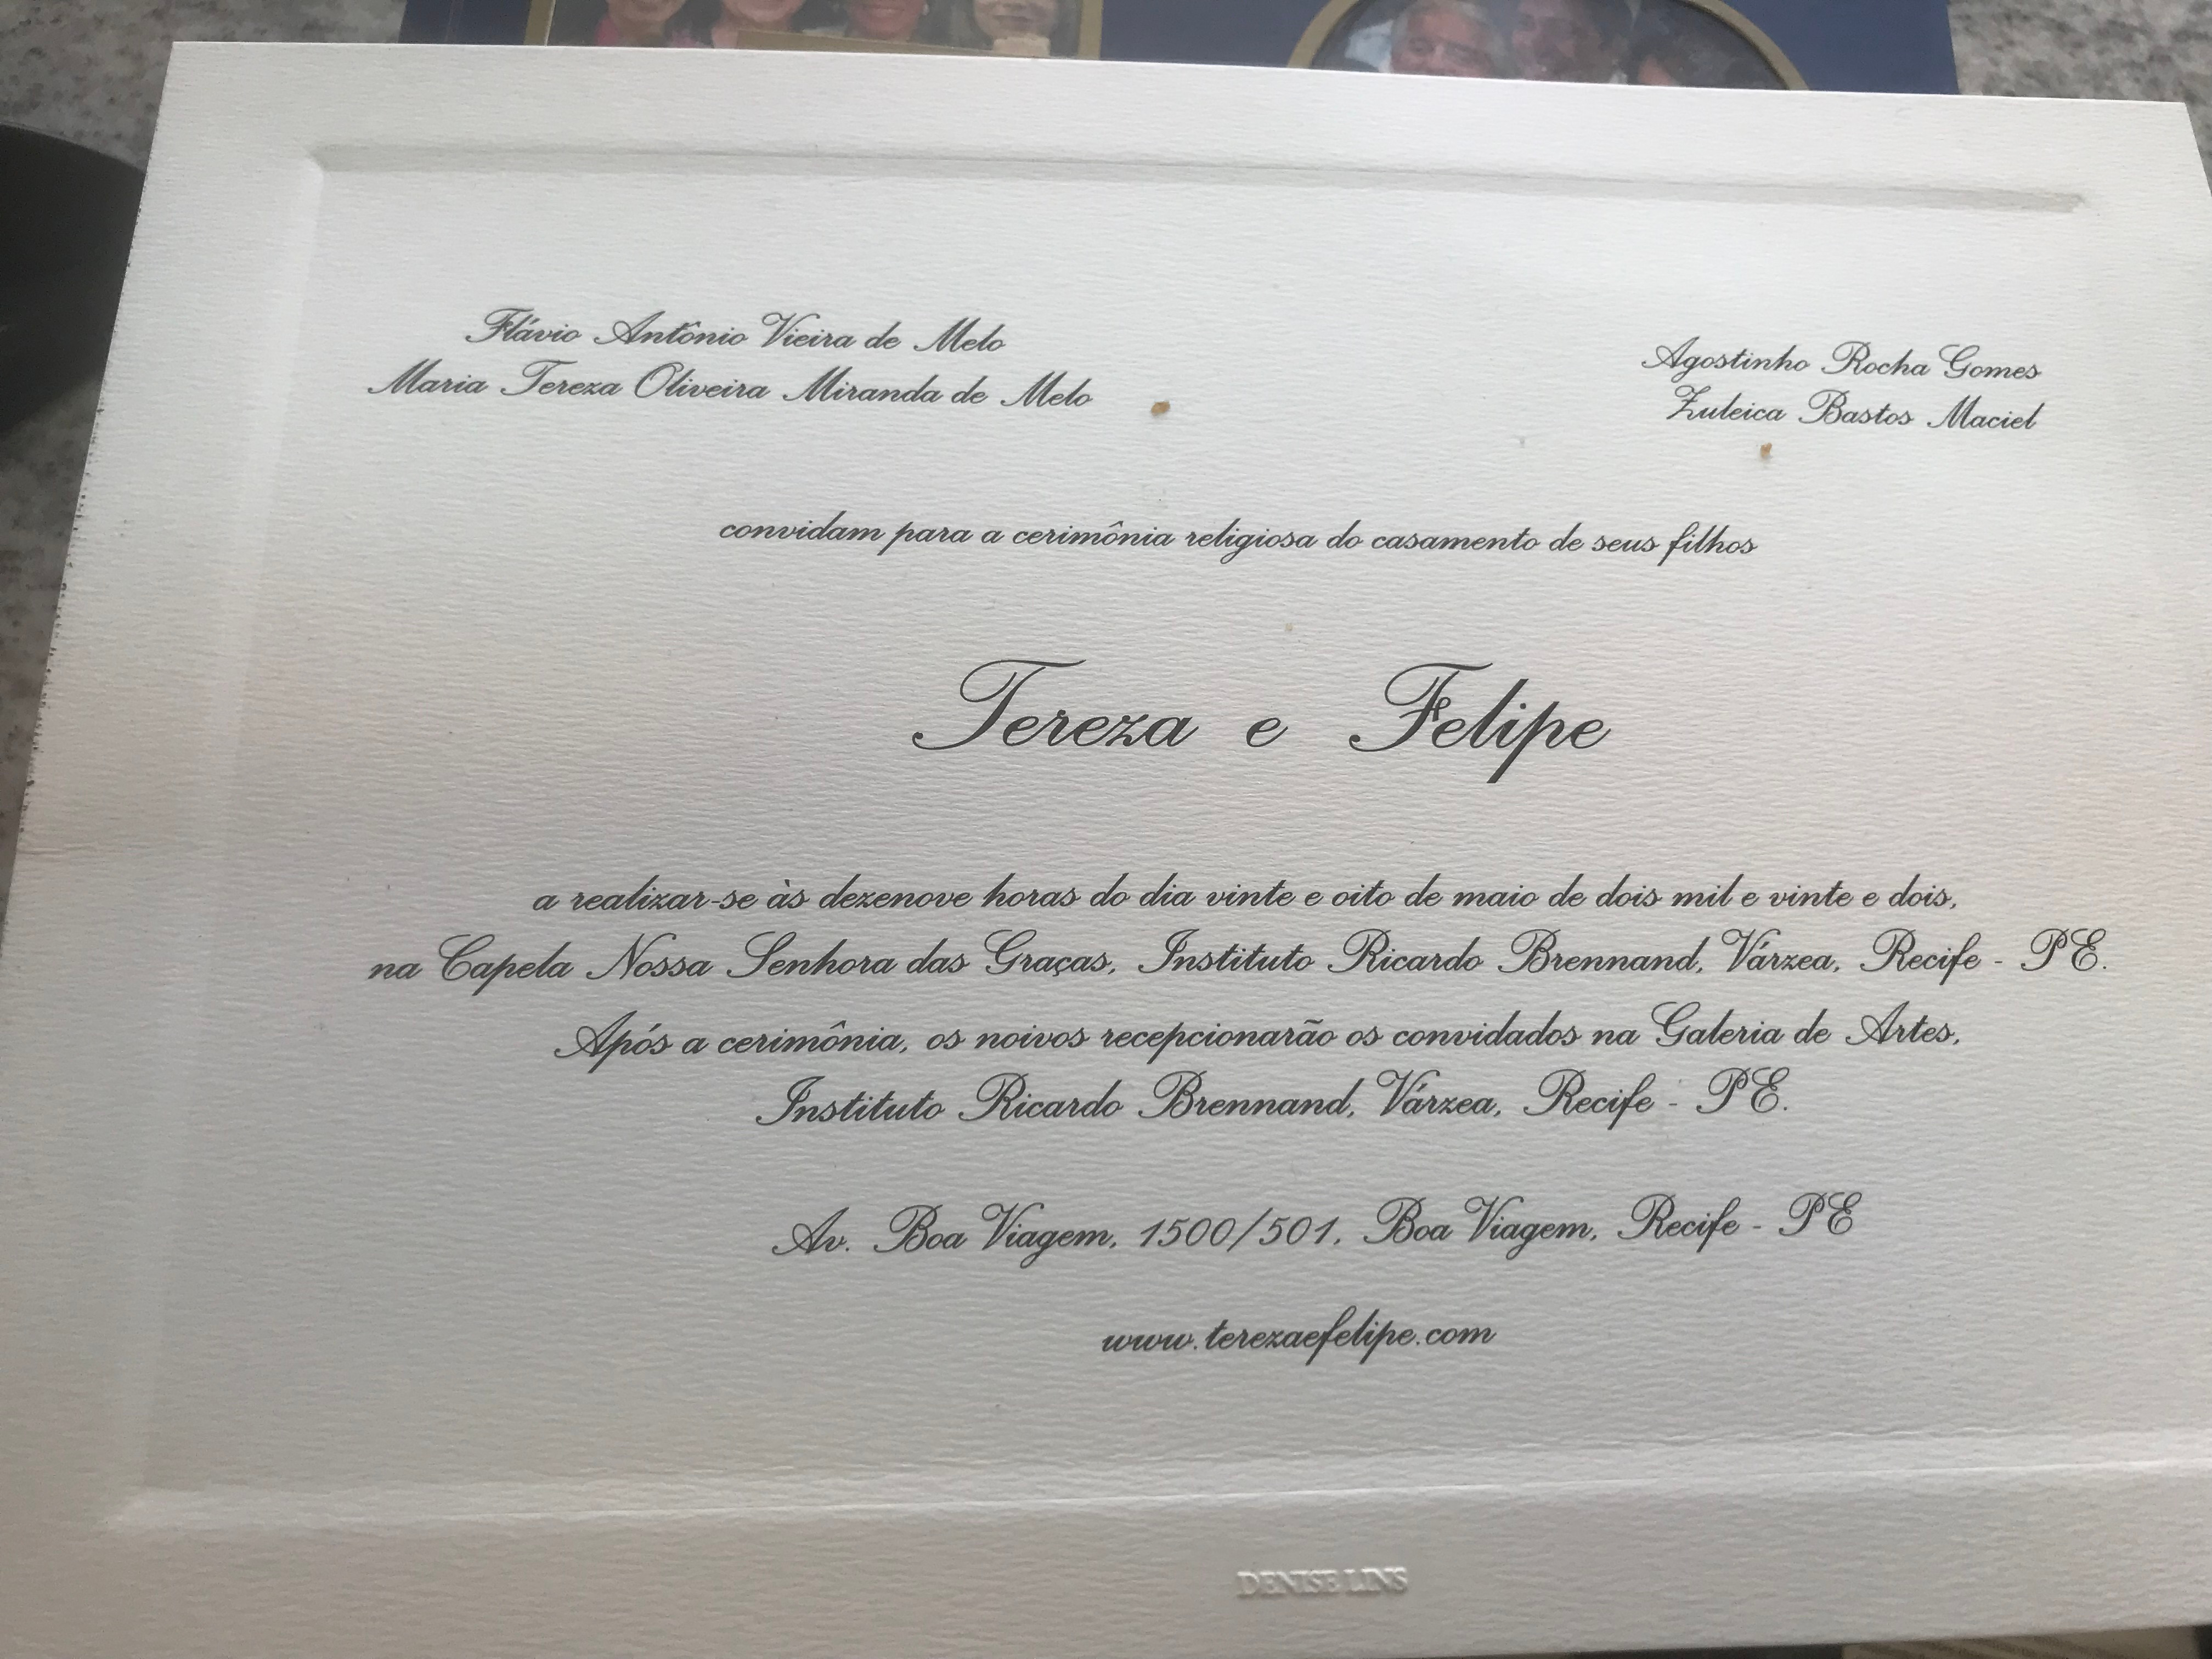 Flávio Antônio Vieira de Melo
Maria Tereza Oliveira Miranda de Melo
Agostinho Rocha Gomes
Zuleica Bastos Maciel
convidam para a cerimônia religiosa do casamento de seus filhos
Tereza e Felipe
a realizar-se às dezenove horas do dia vinte e oito de maio de dois mil e vinte e dois,
na Capela Nossa Senhora das Graças, Instituto Ricardo Brennand, Várzea, Recife - PE.
Após a cerimônia, os noivos recepcionarão os convidados na Galeria de Artes,
Instituto Ricardo Brennand, Várzea, Recife - PE.
Av. Boa Viagem, 1500/501, Boa Viagem, Recife - PE
www.terezaefelipe.com
DENISE LINS